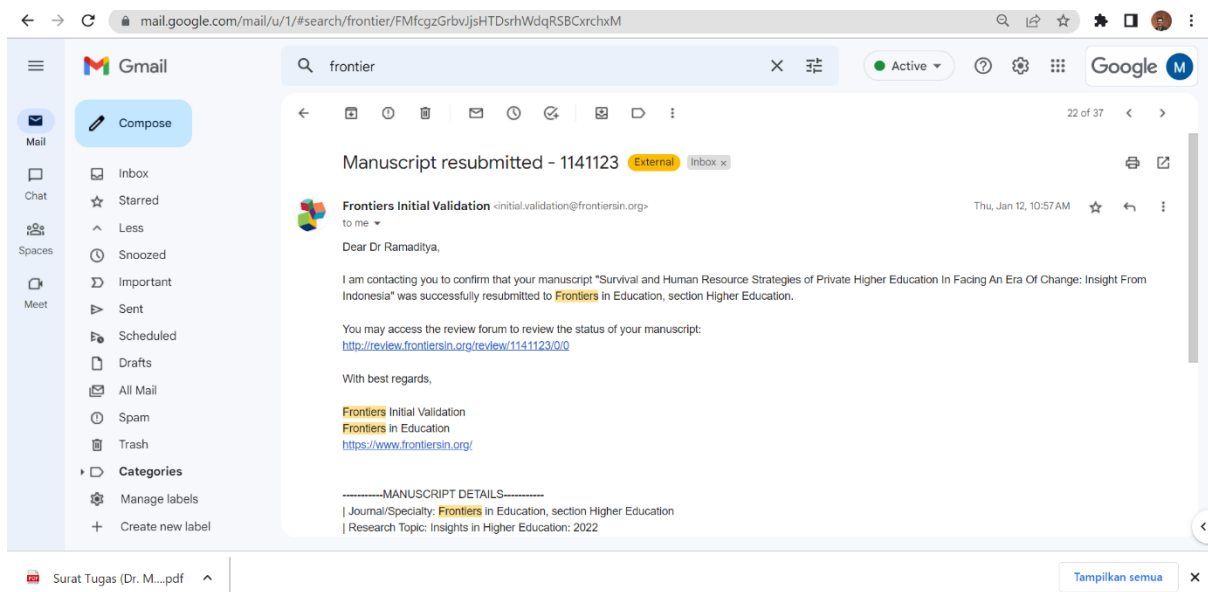 mail.google.com/mail/u/1/#search/frontier/FMfcgzGrbvJjsHTDsrhWdqRSBCxrchxM
Gmail
frontier
Active
Google M
Mail
Chat
Spaces
Meet
Compose
Inbox
Starred
Less
Snoozed
Important
Sent
Scheduled
Drafts
All Mail
Spam
Trash
Categories
Manage labels
Create new label
22 of 37
Manuscript resubmitted - 1141123 External Inbox x
Frontiers Initial Validation <initial.validation@frontiersin.org> Thu, Jan 12, 10:57 AM
to me
Dear Dr Ramaditya,
I am contacting you to confirm that your manuscript "Survival and Human Resource Strategies of Private Higher Education In Facing An Era Of Change: Insight From
Indonesia" was successfully resubmitted to Frontiers in Education, section Higher Education.
You may access the review forum to review the status of your manuscript:
http://review.frontiersin.org/review/1141123/0/0
With best regards,
Frontiers Initial Validation
Frontiers in Education
https://www.frontiersin.org/
-----------MANUSCRIPT DETAILS-----------
| Journal/Specialty: Frontiers in Education, section Higher Education
| Research Topic: Insights in Higher Education: 2022
PDF Surat Tugas (Dr. M....pdf
Tampilkan semua